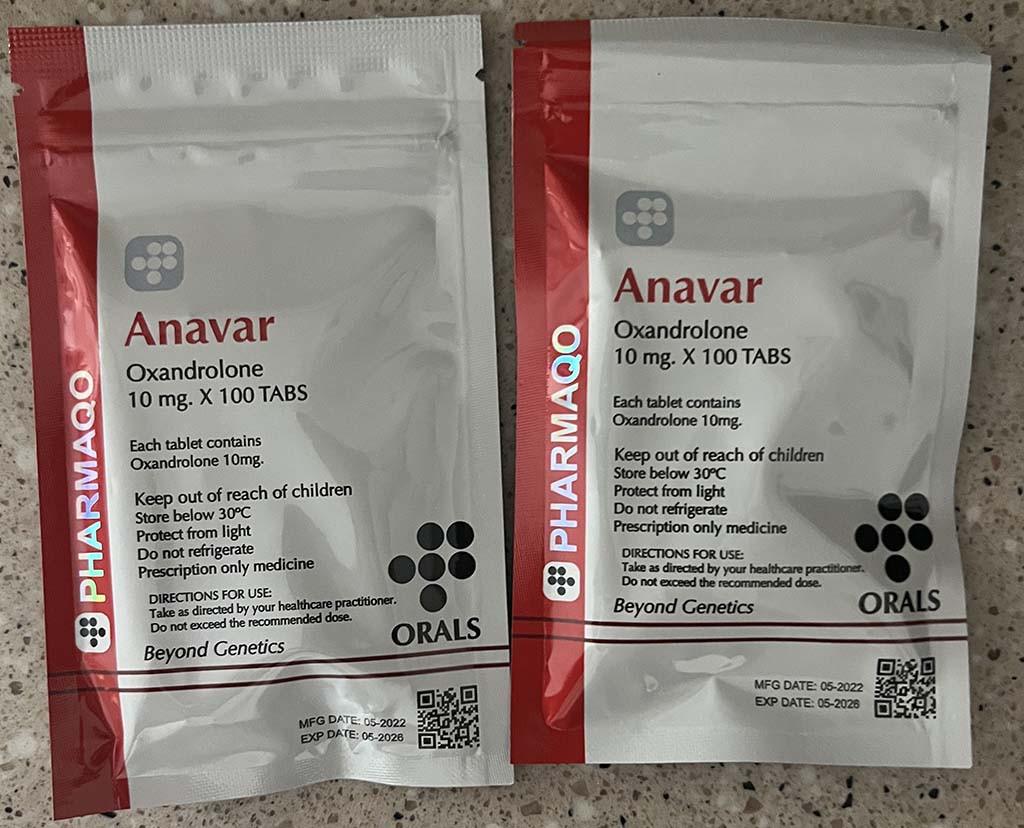 PHARMAQO
Anavar
Oxandrolone
10 mg. X 100 TABS
Each tablet contains
Oxandrolone 10mg.
Keep out of reach of children
Store below 30ºC
Protect from light
Do not refrigerate
Prescription only medicine
DIRECTIONS FOR USE:
Take as directed by your healthcare practitioner.
Do not exceed the recommended dose.
Beyond Genetics
ORALS
MFG DATE: 05-2022
EXP DATE: 05-2026
PHARMAQO
Anavar
Oxandrolone
10 mg. X 100 TABS
Each tablet contains
Oxandrolone 10mg.
Keep out of reach of children
Store below 30ºC
Protect from light
Do not refrigerate
Prescription only medicine
DIRECTIONS FOR USE:
Take as directed by your healthcare practitioner.
Do not exceed the recommended dose.
Beyond Genetics
ORALS
MFG DATE: 05-2022
EXP DATE: 05-2026